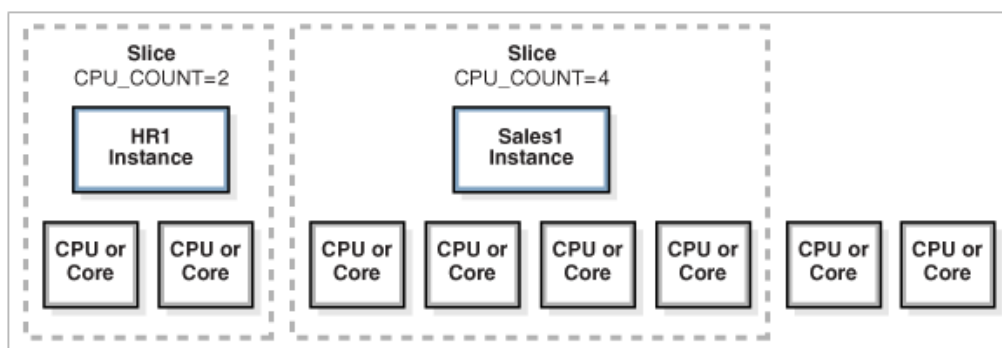 Slice
CPU_COUNT=2
HR1
Instance
CPU or
Core
CPU or
Core
Slice
CPU_COUNT=4
Sales1
Instance
CPU or
Core
CPU or
Core
CPU or
Core
CPU or
Core
CPU or
Core
CPU or
Core